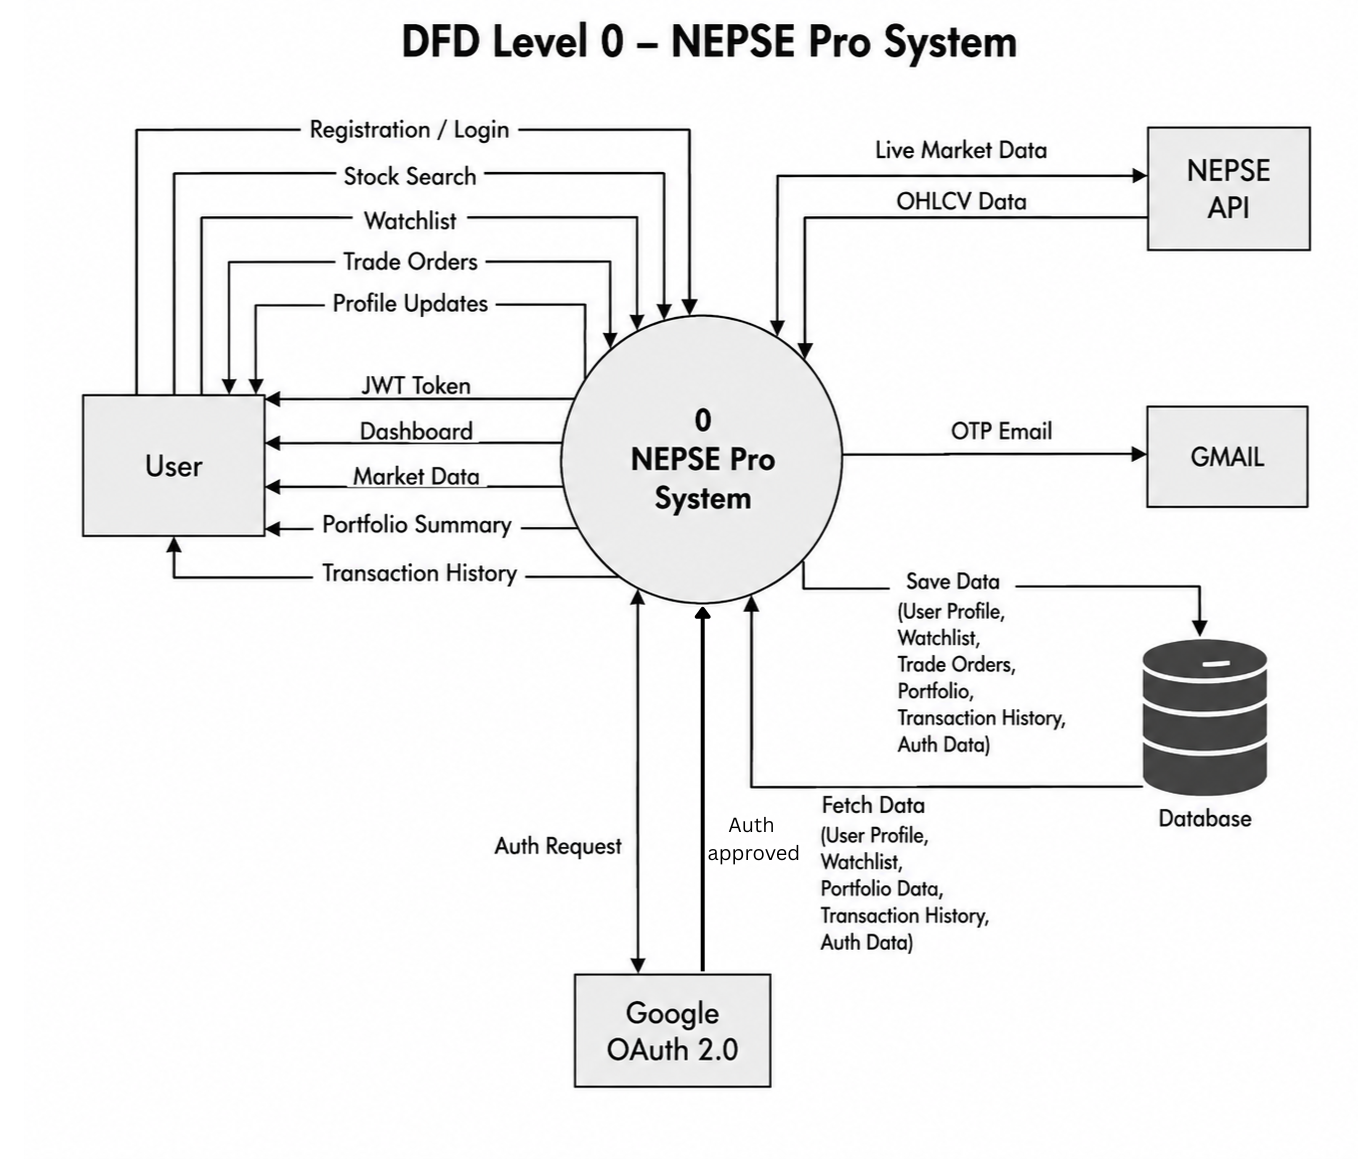 DFD Level 0 – NEPSE Pro System
Registration / Login
Stock Search
Watchlist
Trade Orders
Profile Updates
JWT Token
Dashboard
Market Data
Portfolio Summary
Transaction History
User
0
NEPSE Pro
System
Live Market Data
OHLCV Data
NEPSE
API
OTP Email
GMAIL
Save Data
(User Profile,
Watchlist,
Trade Orders,
Portfolio,
Transaction History,
Auth Data)
Database
Fetch Data
(User Profile,
Watchlist,
Portfolio Data,
Transaction History,
Auth Data)
Auth Request
Auth
approved
Google
OAuth 2.0